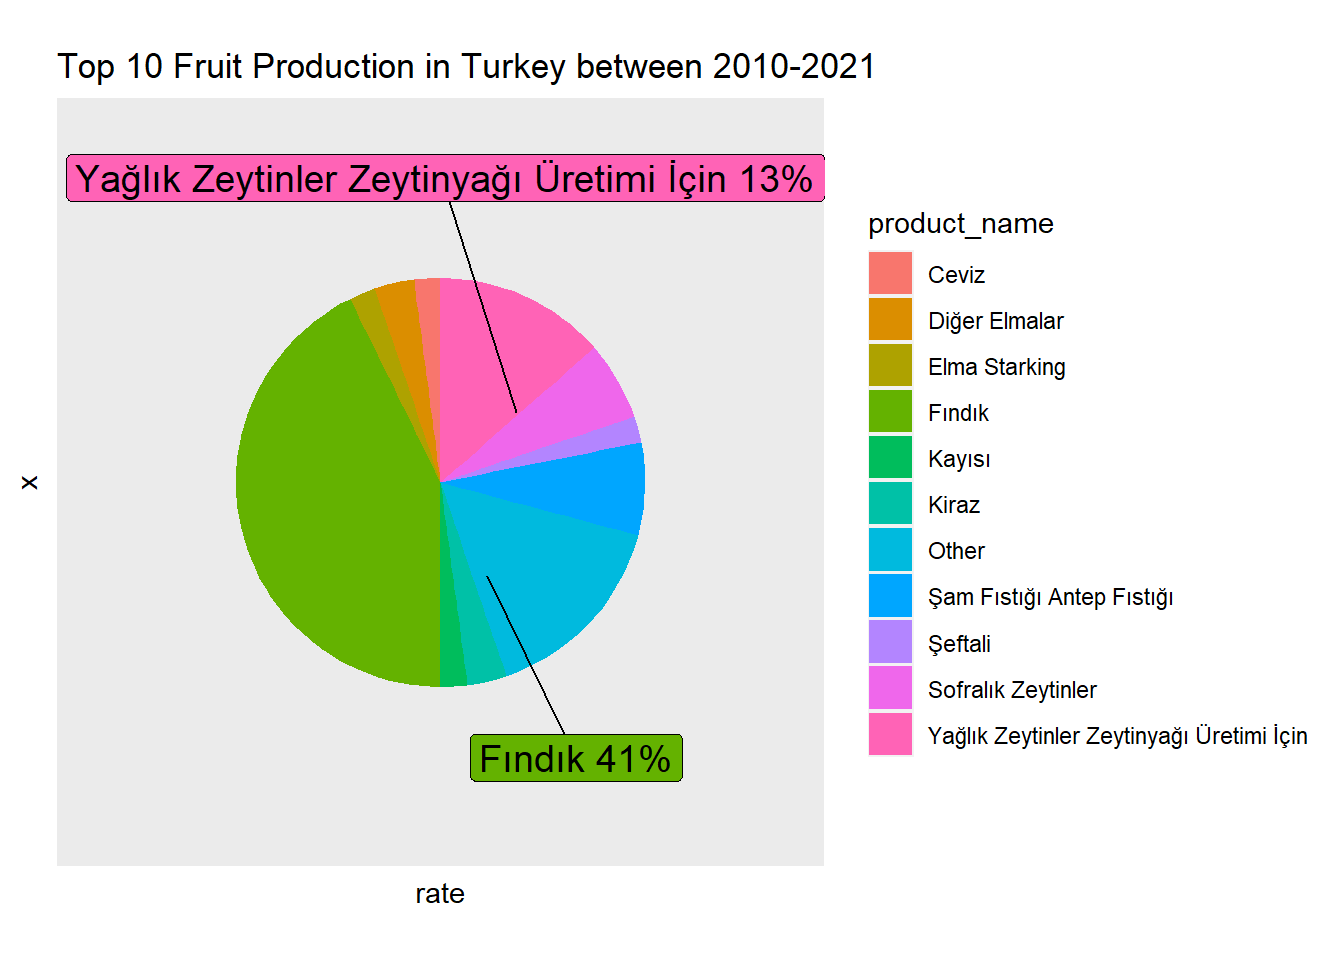 Top 10 Fruit Production in Turkey between 2010-2021
Yağlık Zeytinler Zeytinyağı Üretimi İçin 13%
Fındık 41%
x
rate
product_name
Ceviz
Diğer Elmalar
Elma Starking
Fındık
Kayısı
Kiraz
Other
Şam Fıstığı Antep Fıstığı
Şeftali
Sofralık Zeytinler
Yağlık Zeytinler Zeytinyağı Üretimi İçin